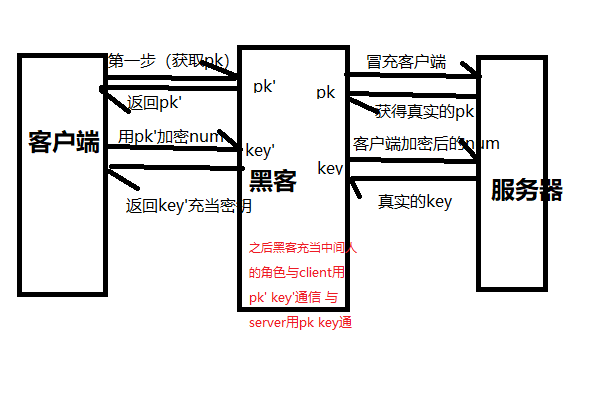 第一步（获取pk）
冒充客户端
pk'
pk
返回pk'
获得真实的pk
客户端
用pk'加密num
客户端加密后的num
key'
key
黑客
服务器
返回key'充当密钥
真实的key
之后黑客充当中间人
的角色与client用
pk' key'通信 与
server用pk key通